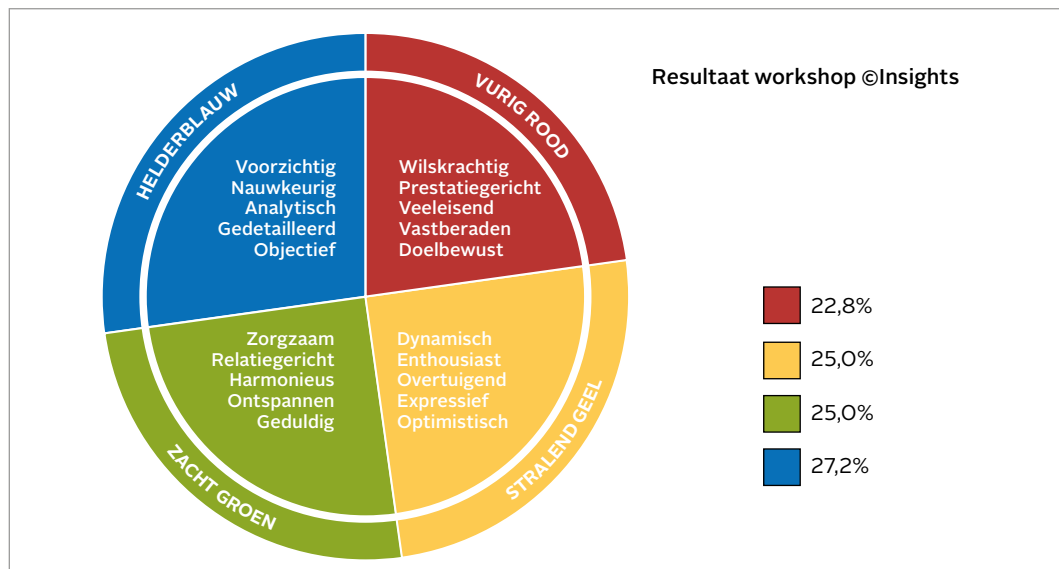 Resultaat workshop ©Insights
HELDERBLAUW
Voorzichtig
Nauwkeurig
Analytisch
Gedetailleerd
Objectief
VURIG ROOD
Wilskrachtig
Prestatiegericht
Veeleisend
Vastberaden
Doelbewust
ZACHT GROEN
Zorgzaam
Relatiegericht
Harmonieus
Ontspannen
Geduldig
STRALEND GEEL
Dynamisch
Enthousiast
Overtuigend
Expressief
Optimistisch
22,8%
25,0%
25,0%
27,2%